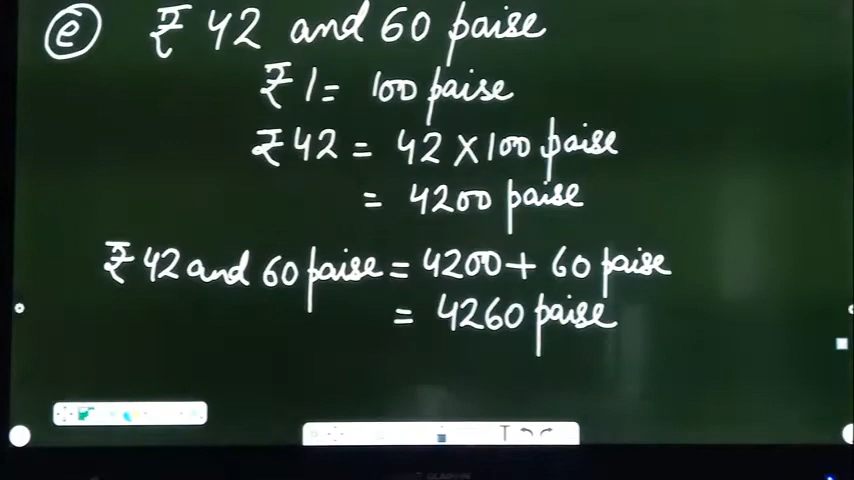 (e) ₹ 42 and 60 paise
₹ 1 = 100 paise
₹ 42 = 42 × 100 paise
= 4200 paise
₹ 42 and 60 paise = 4200 + 60 paise
= 4260 paise